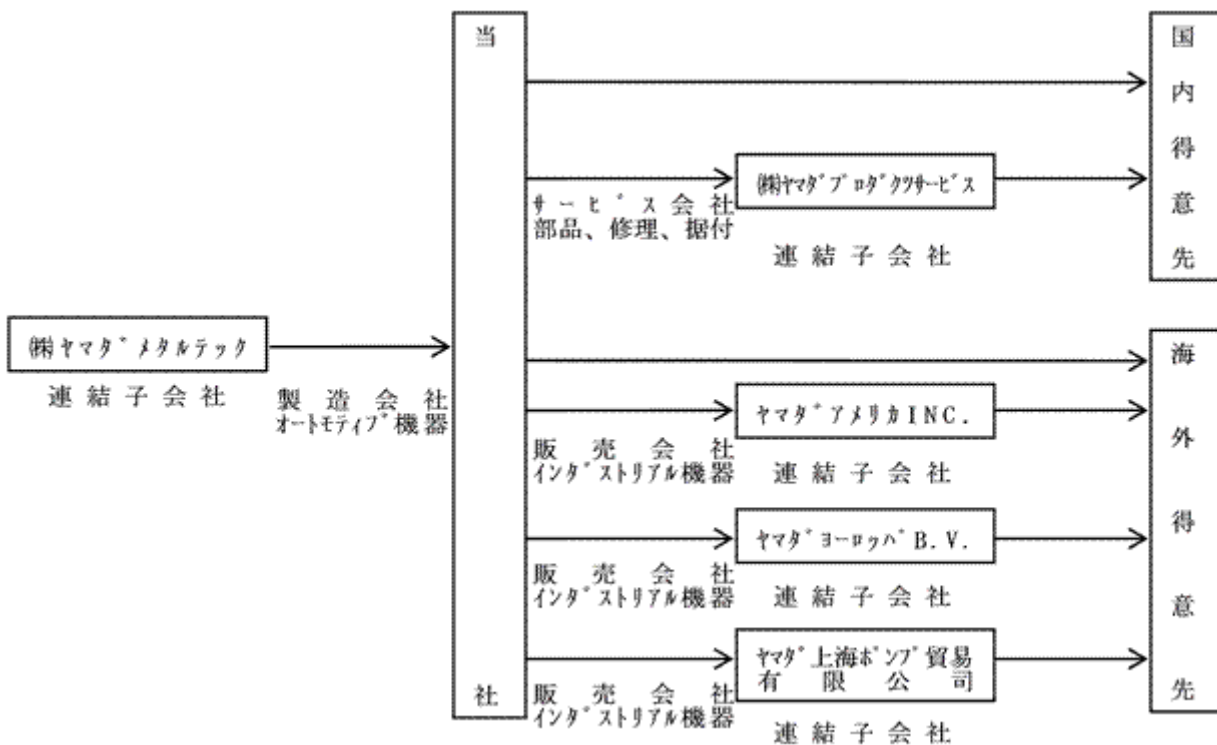 当社
国内得意先
㈱ヤマダプロダクツサービス
サービス会社
部品、修理、据付
連結子会社
㈱ヤマダメタルテック
連結子会社
製造会社
オートモティブ機器
海外得意先
ヤマダアメリカINC.
販売会社
インダストリアル機器
連結子会社
ヤマダヨーロッパB.V.
販売会社
インダストリアル機器
連結子会社
ヤマダ上海ポンプ貿易
有限公司
販売会社
インダストリアル機器
連結子会社